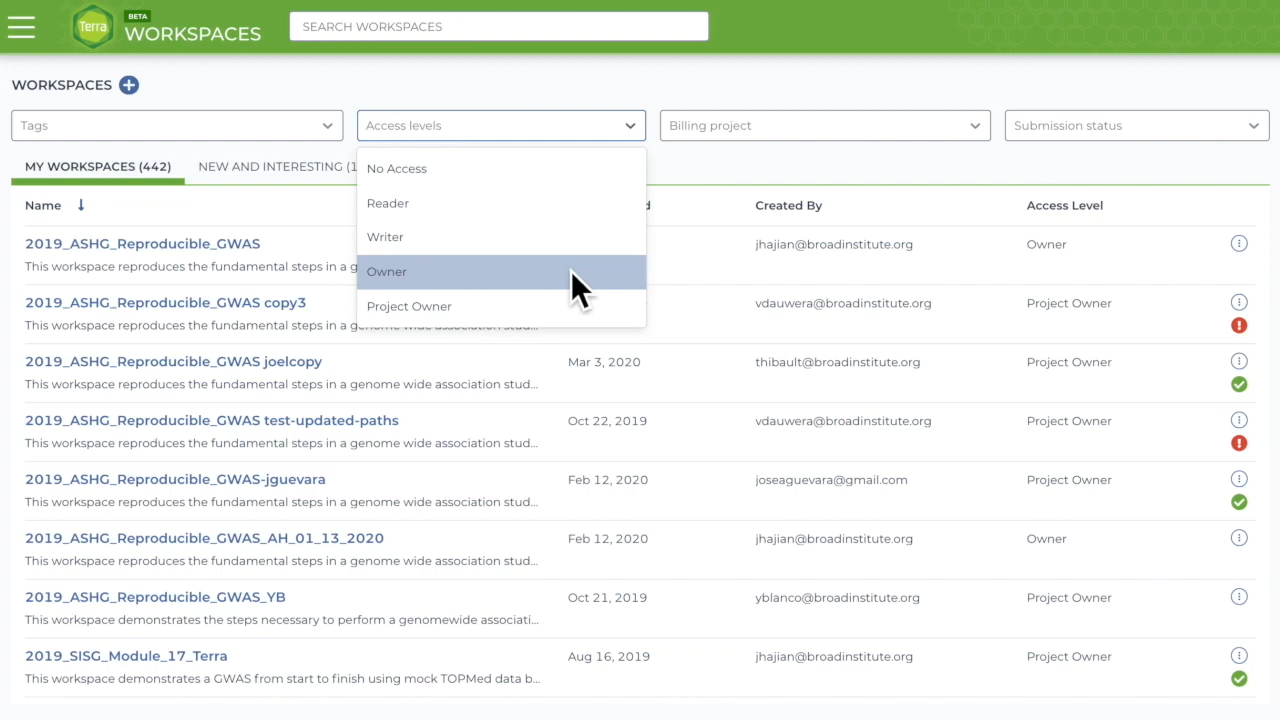 Terra
BETA
WORKSPACES
SEARCH WORKSPACES
WORKSPACES
Tags
Access levels
Billing project
Submission status
MY WORKSPACES (442)
NEW AND INTERESTING (1
No Access
Reader
Writer
Owner
Project Owner
Name
d
Created By
Access Level
2019_ASHG_Reproducible_GWAS
jhajian@broadinstitute.org
Owner
This workspace reproduces the fundamental steps in a g
2019_ASHG_Reproducible_GWAS copy3
vdauwera@broadinstitute.org
Project Owner
This workspace reproduces the fundamental steps in a genome wide association stud...
2019_ASHG_Reproducible_GWAS joelcopy
Mar 3, 2020
thibault@broadinstitute.org
Project Owner
This workspace reproduces the fundamental steps in a genome wide association stud...
2019_ASHG_Reproducible_GWAS test-updated-paths
Oct 22, 2019
vdauwera@broadinstitute.org
Project Owner
This workspace reproduces the fundamental steps in a genome wide association stud...
2019_ASHG_Reproducible_GWAS-jguevara
Feb 12, 2020
joseaguevara@gmail.com
Project Owner
This workspace reproduces the fundamental steps in a genome wide association stud...
2019_ASHG_Reproducible_GWAS_AH_01_13_2020
Feb 12, 2020
jhajian@broadinstitute.org
Owner
This workspace reproduces the fundamental steps in a genome wide association stud...
2019_ASHG_Reproducible_GWAS_YB
Oct 21, 2019
yblanco@broadinstitute.org
Project Owner
This workspace demonstrates the steps necessary to perform a genomewide associati...
2019_SISG_Module_17_Terra
Aug 16, 2019
jhajian@broadinstitute.org
Project Owner
This workspace demonstrates a GWAS from start to finish using mock TOPMed data b...